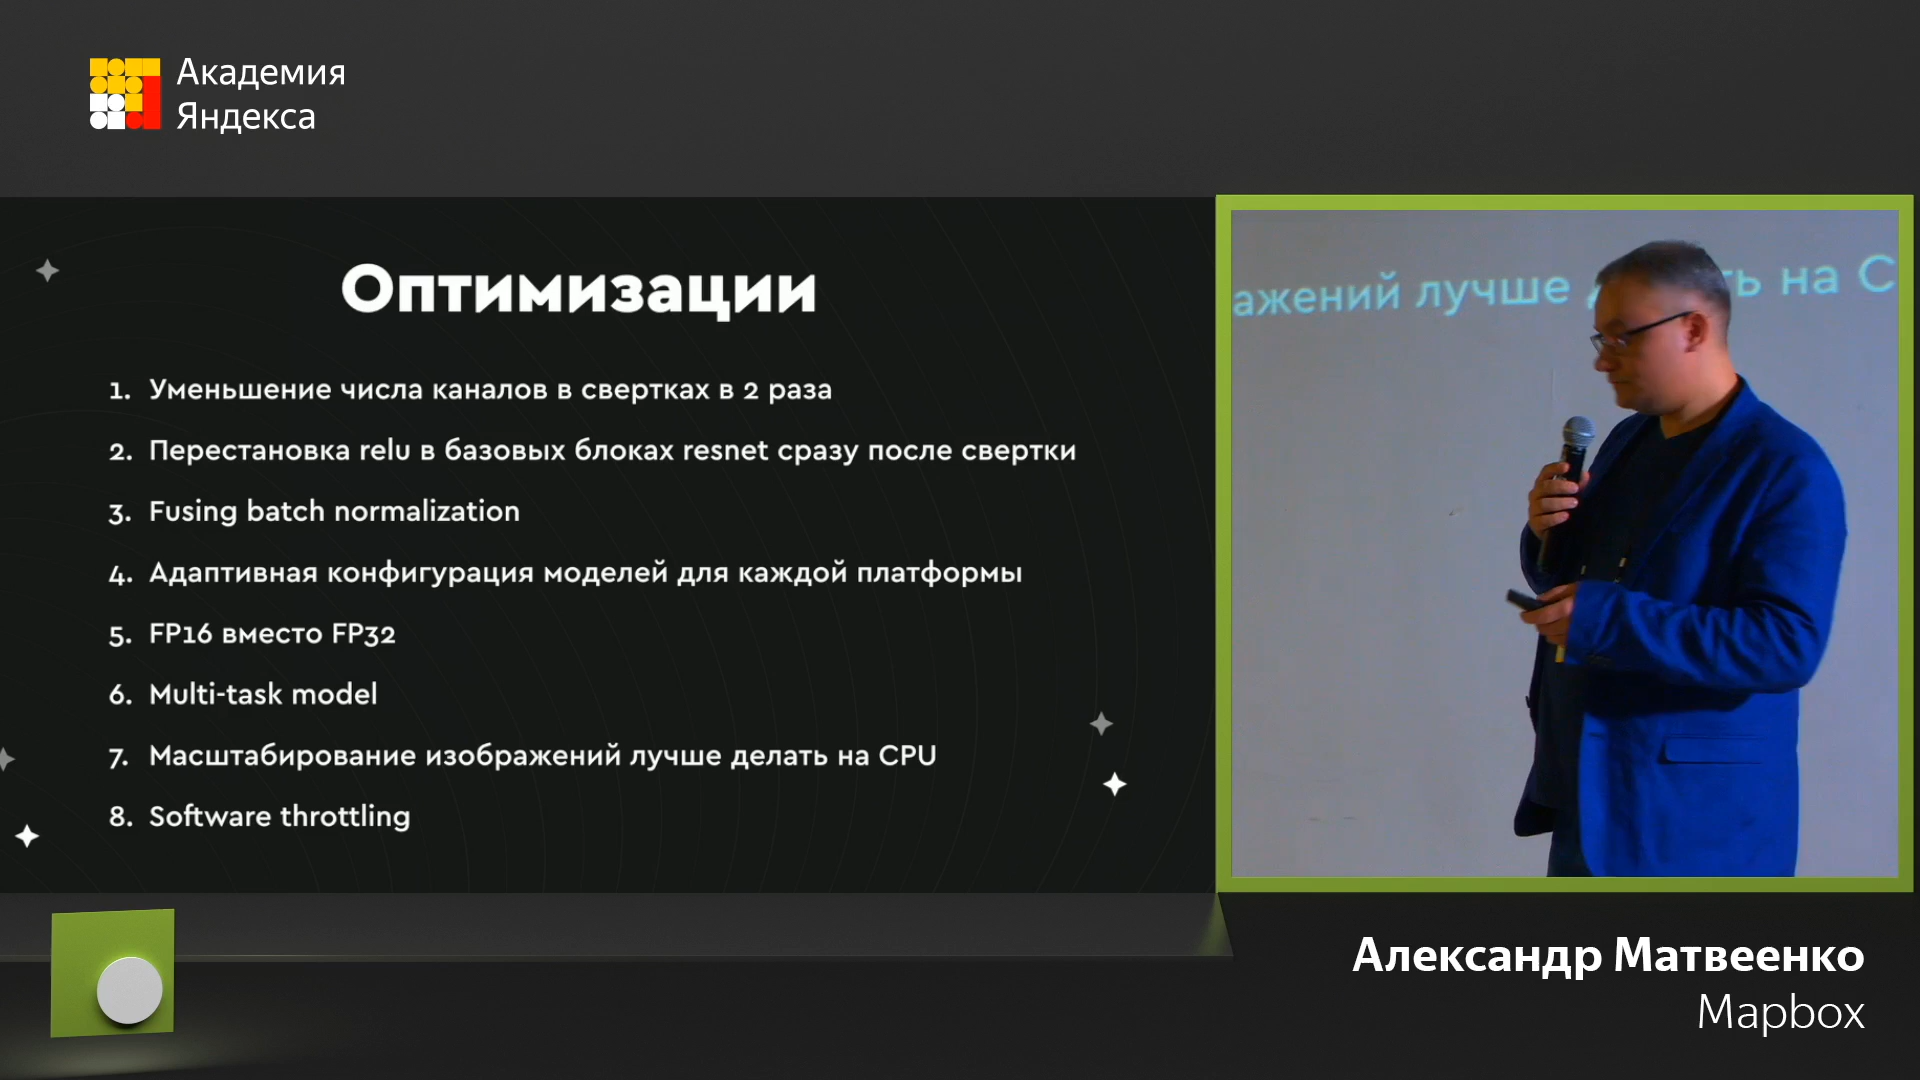 Академия
Яндекса
Оптимизации
1. Уменьшение числа каналов в свертках в 2 раза
2. Перестановка relu в базовых блоках resnet сразу после свертки
3. Fusing batch normalization
4. Адаптивная конфигурация моделей для каждой платформы
5. FP16 вместо FP32
6. Multi-task model
7. Масштабирование изображений лучше делать на CPU
8. Software throttling
ажений лучше ть на C
Александр Матвеенко
Mapbox